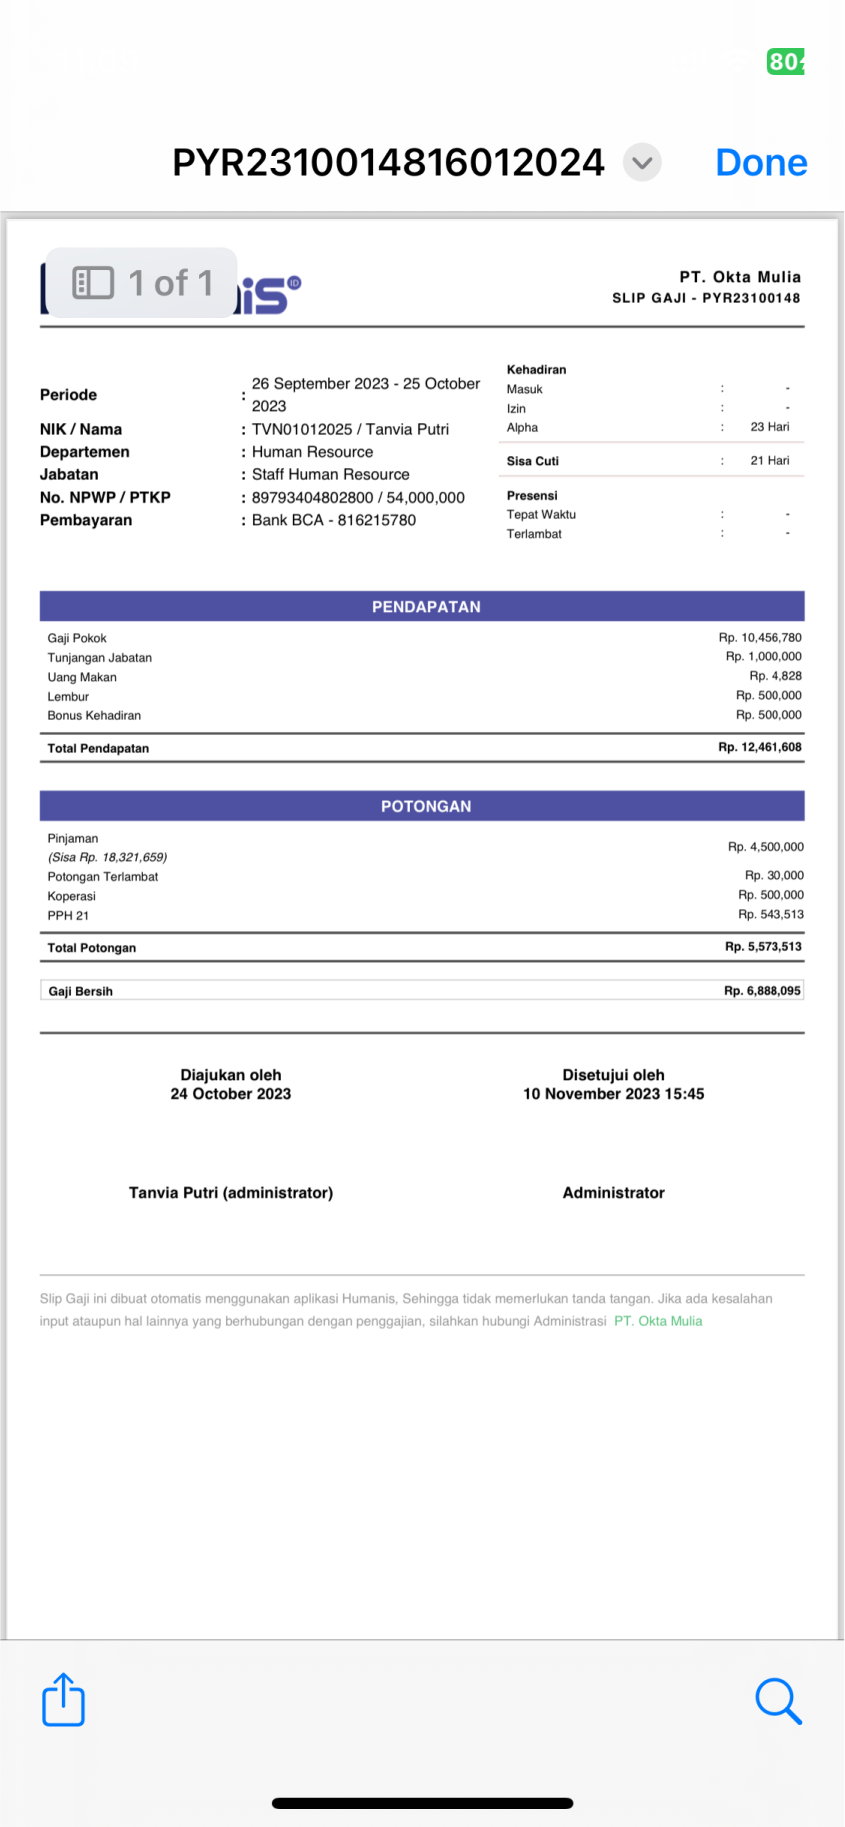 80
PYR2310014816012024
Done
1 of 1
iS ID
PT. Okta Mulia
SLIP GAJI - PYR23100148
Periode : 26 September 2023 - 25 October 2023
NIK / Nama : TVN01012025 / Tanvia Putri
Departemen : Human Resource
Jabatan : Staff Human Resource
No. NPWP / PTKP : 89793404802800 / 54,000,000
Pembayaran : Bank BCA - 816215780
Kehadiran
Masuk : -
Izin : -
Alpha : 23 Hari
Sisa Cuti : 21 Hari
Presensi
Tepat Waktu : -
Terlambat : -
PENDAPATAN
Gaji Pokok Rp. 10,456,780
Tunjangan Jabatan Rp. 1,000,000
Uang Makan Rp. 4,828
Lembur Rp. 500,000
Bonus Kehadiran Rp. 500,000
Total Pendapatan Rp. 12,461,608
POTONGAN
Pinjaman
(Sisa Rp. 18,321,659) Rp. 4,500,000
Potongan Terlambat Rp. 30,000
Koperasi Rp. 500,000
PPH 21 Rp. 543,513
Total Potongan Rp. 5,573,513
Gaji Bersih Rp. 6,888,095
Diajukan oleh
24 October 2023
Tanvia Putri (administrator)
Disetujui oleh
10 November 2023 15:45
Administrator
Slip Gaji ini dibuat otomatis menggunakan aplikasi Humanis, Sehingga tidak memerlukan tanda tangan. Jika ada kesalahan
input ataupun hal lainnya yang berhubungan dengan penggajian, silahkan hubungi Administrasi PT. Okta Mulia